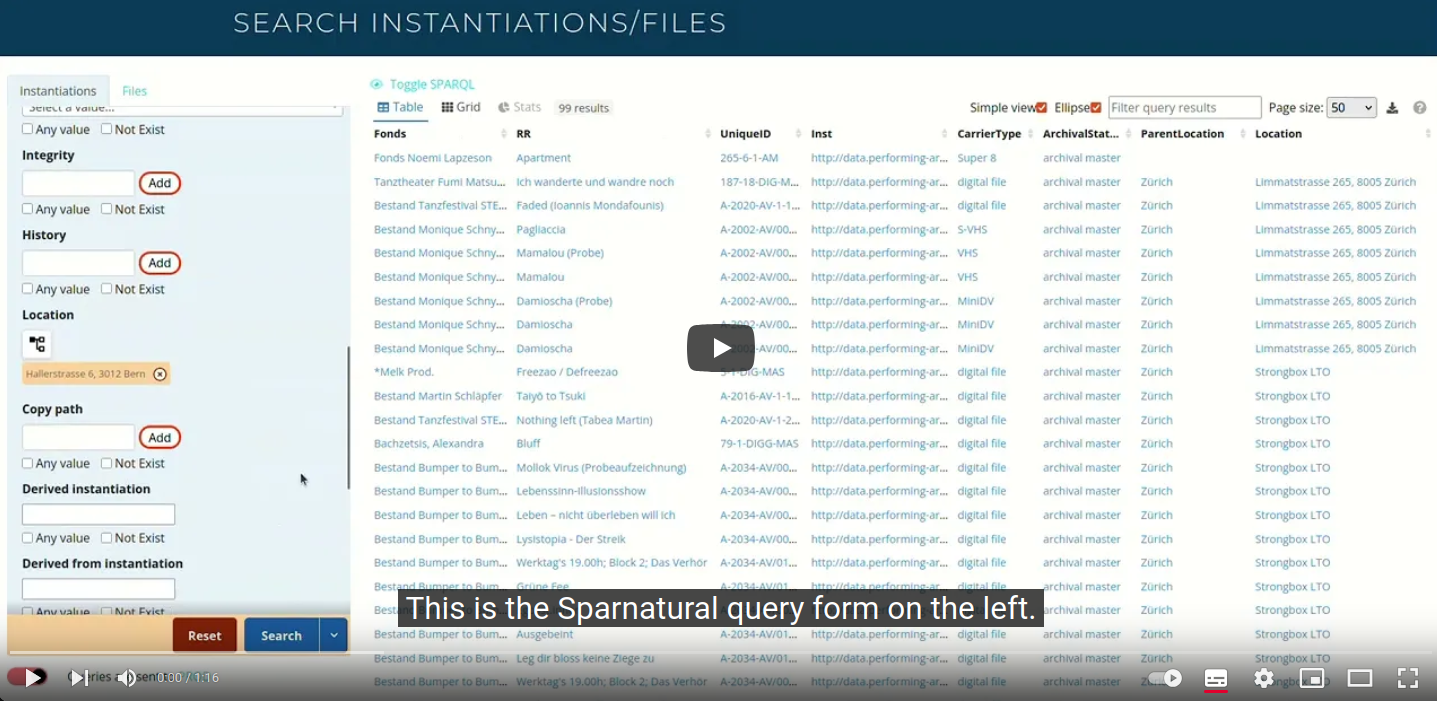 SEARCH INSTANTIATIONS/FILES
Instantiations Files
Select a value...
Any value Not Exist
Integrity
Add
Any value Not Exist
History
Add
Any value Not Exist
Location
Hallerstrasse 6, 3012 Bern
Copy path
Add
Any value Not Exist
Derived instantiation
Any value Not Exist
Derived from instantiation
Any value Not Exist
Reset Search
Toggle SPARQL
Table Grid Stats 99 results Simple view Ellipse Filter query results Page size: 50
Fonds RR UniqueID Inst CarrierType ArchivalStat... ParentLocation Location
Fonds Noemi Lapzeson Apartment 265-6-1-AM http://data.performing-ar... Super 8 archival master
Tanztheater Fumi Matsu... Ich wanderte und wandre noch 187-18-DIG-M... http://data.performing-ar... digital file archival master Zürich Limmatstrasse 265, 8005 Zürich
Bestand Tanzfestival STE... Faded (Ioannis Mondafounis) A-2020-AV-1-1... http://data.performing-ar... digital file archival master Zürich Limmatstrasse 265, 8005 Zürich
Bestand Monique Schny... Pagliaccia A-2002-AV/00... http://data.performing-ar... S-VHS archival master Zürich Limmatstrasse 265, 8005 Zürich
Bestand Monique Schny... Mamalou (Probe) A-2002-AV/00... http://data.performing-ar... VHS archival master Zürich Limmatstrasse 265, 8005 Zürich
Bestand Monique Schny... Mamalou A-2002-AV/00... http://data.performing-ar... VHS archival master Zürich Limmatstrasse 265, 8005 Zürich
Bestand Monique Schny... Damioscha (Probe) A-2002-AV/00... http://data.performing-ar... MiniDV archival master Zürich Limmatstrasse 265, 8005 Zürich
Bestand Monique Schny... Damioscha A-2002-AV/00... http://data.performing-ar... MiniDV archival master Zürich Limmatstrasse 265, 8005 Zürich
Bestand Monique Schny... Damioscha -AV/00... http://data.performing-ar... MiniDV archival master Zürich Limmatstrasse 265, 8005 Zürich
*Melk Prod. Freezao / Defreezao 5-1-DIG-MAS http://data.performing-ar... digital file archival master Zürich Strongbox LTO
Bestand Martin Schläpfer Taiyō to Tsuki A-2016-AV-1-1... http://data.performing-ar... digital file archival master Zürich Strongbox LTO
Bestand Tanzfestival STE... Nothing left (Tabea Martin) A-2020-AV-1-2... http://data.performing-ar... digital file archival master Zürich Strongbox LTO
Bachzetsis, Alexandra Bluff 79-1-DIGG-MAS http://data.performing-ar... digital file archival master Zürich Strongbox LTO
Bestand Bumper to Bum... Mollok Virus (Probeaufzeichnung) A-2034-AV/00... http://data.performing-ar... digital file archival master Zürich Strongbox LTO
Bestand Bumper to Bum... Lebenssinn-Illusionsshow A-2034-AV/00... http://data.performing-ar... digital file archival master Zürich Strongbox LTO
Bestand Bumper to Bum... Leben – nicht überleben will ich A-2034-AV/00... http://data.performing-ar... digital file archival master Zürich Strongbox LTO
Bestand Bumper to Bum... Lysistopia - Der Streik A-2034-AV/00... http://data.performing-ar... digital file archival master Zürich Strongbox LTO
Bestand Bumper to Bum... Werktag's 19.00h; Block 2; Das Verhör A-2034-AV/01... http://data.performing-ar... digital file archival master Zürich Strongbox LTO
Bestand Bumper to Bum... Grüne Fee A-2034-AV/01... http://data.performing-ar... digital file archival master Zürich Strongbox LTO
Bestand archival master Zürich Strongbox LTO
This is the Sparnatural query form on the left.
Bestand Bumper to Bum... Ausgebeint A-2034-AV/01... http://data.performing-ar... digital file archival master Zürich Strongbox LTO
Bestand Bumper to Bum... Leg dir bloss keine Ziege zu A-2034-AV/01... http://data.performing-ar... digital file archival master Zürich Strongbox LTO
Bestand Bumper to Bum... Werktag's 19.00h; Block 2; Das Verhör A-2034-AV/01... http://data.performing-ar... digital file archival master
0:00 / 1:16